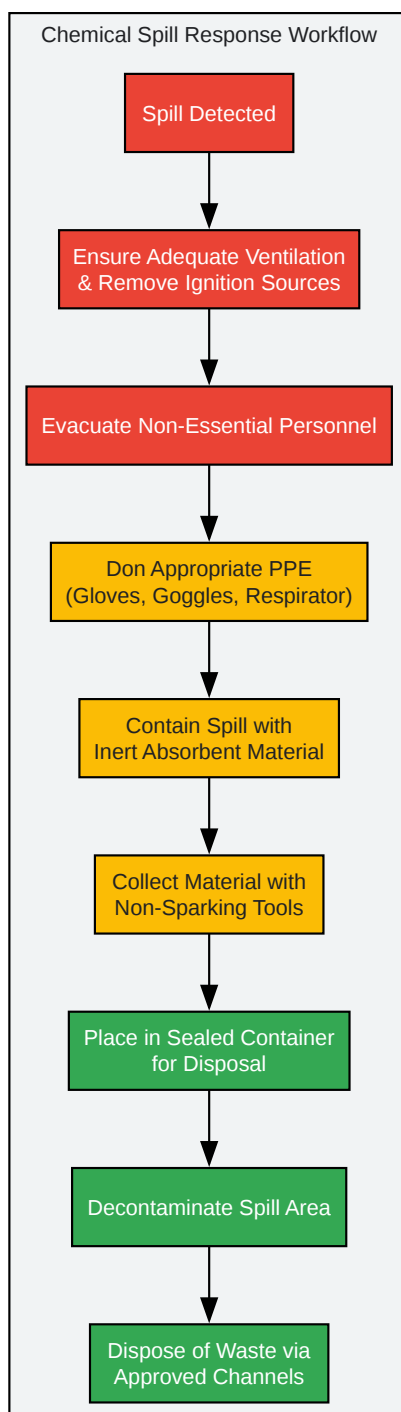 Chemical Spill Response Workflow
Spill Detected
Ensure Adequate Ventilation
& Remove Ignition Sources
Evacuate Non-Essential Personnel
Don Appropriate PPE
(Gloves, Goggles, Respirator)
Contain Spill with
Inert Absorbent Material
Collect Material with
Non-Sparking Tools
Place in Sealed Container
for Disposal
Decontaminate Spill Area
Dispose of Waste via
Approved Channels